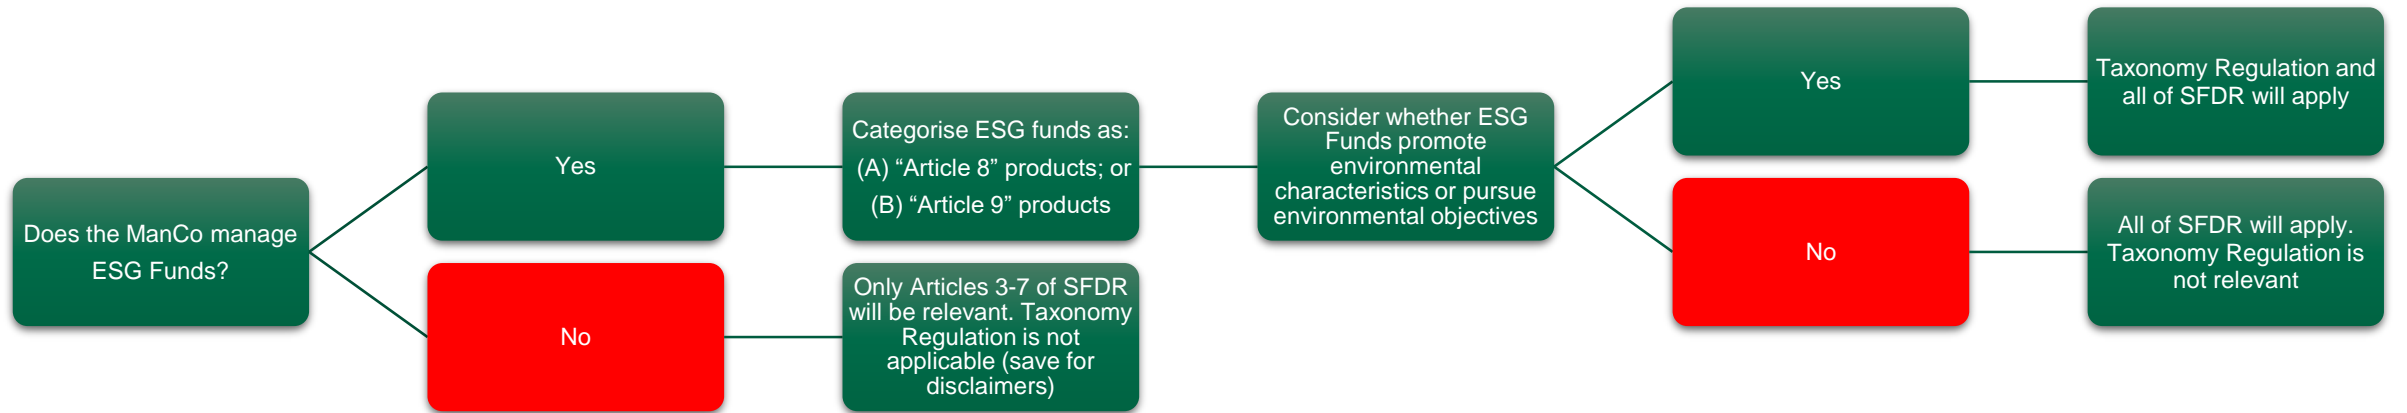 Does the ManCo manage
ESG Funds?
Yes
Categorise ESG funds as:
(A) “Article 8” products; or
(B) “Article 9” products
Consider whether ESG
Funds promote
environmental
characteristics or pursue
environmental objectives
Yes
Taxonomy Regulation and
all of SFDR will apply
No
All of SFDR will apply.
Taxonomy Regulation is
not relevant
No
Only Articles 3-7 of SFDR
will be relevant. Taxonomy
Regulation is not
applicable (save for
disclaimers)